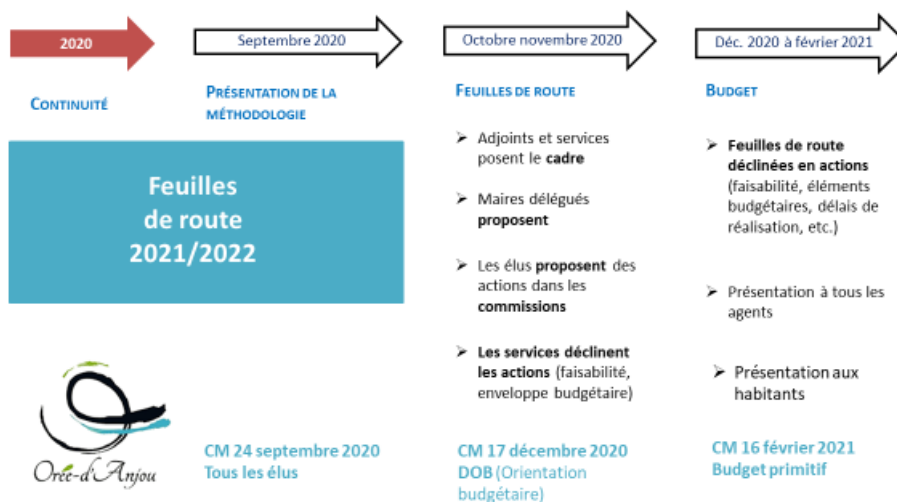 2020
Septembre 2020
Octobre novembre 2020
Déc. 2020 à février 2021
CONTINUITÉ
PRÉSENTATION DE LA
MÉTHODOLOGIE
FEUILLES DE ROUTE
BUDGET
Feuilles
de route
2021/2022
➢ Adjoints et services
posent le cadre
➢ Maires délégués
proposent
➢ Les élus proposent des
actions dans les
commissions
➢ Les services déclinent
les actions (faisabilité,
enveloppe budgétaire)
➢ Feuilles de route
déclinées en actions
(faisabilité, éléments
budgétaires, délais de
réalisation, etc.)
➢ Présentation à tous les
agents
➢ Présentation aux
habitants
Orée-d'Anjou
CM 24 septembre 2020
Tous les élus
CM 17 décembre 2020
DOB (Orientation
budgétaire)
CM 16 février 2021
Budget primitif